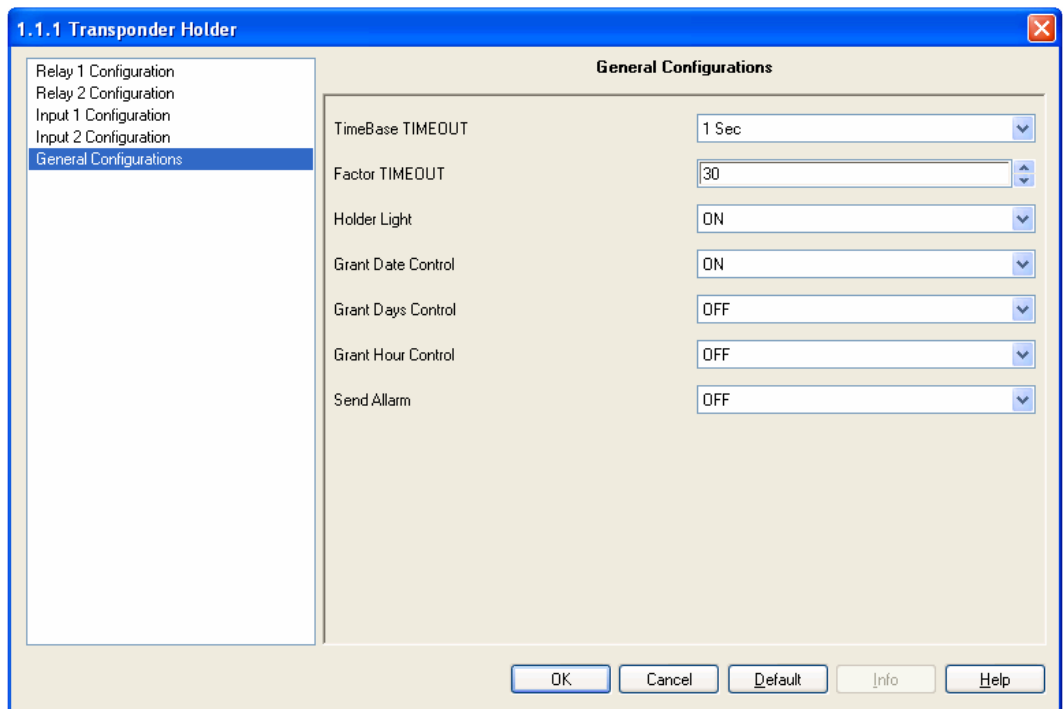 1.1.1 Transponder Holder
Relay 1 Configuration
Relay 2 Configuration
Input 1 Configuration
Input 2 Configuration
General Configurations
General Configurations
TimeBase TIMEOUT 1 Sec
Factor TIMEOUT 30
Holder Light ON
Grant Date Control ON
Grant Days Control OFF
Grant Hour Control OFF
Send Allarm OFF
OK Cancel Default Info Help